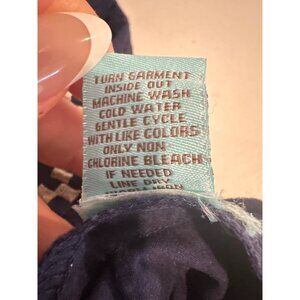 TURN GARMENT
INSIDE OUT
MACHINE WASH
COLD WATER
GENTLE CYCLE
WITH LIKE COLORS
ONLY NON
CHLORINE BLEACH
IF NEEDED
LINE DRY
IRON